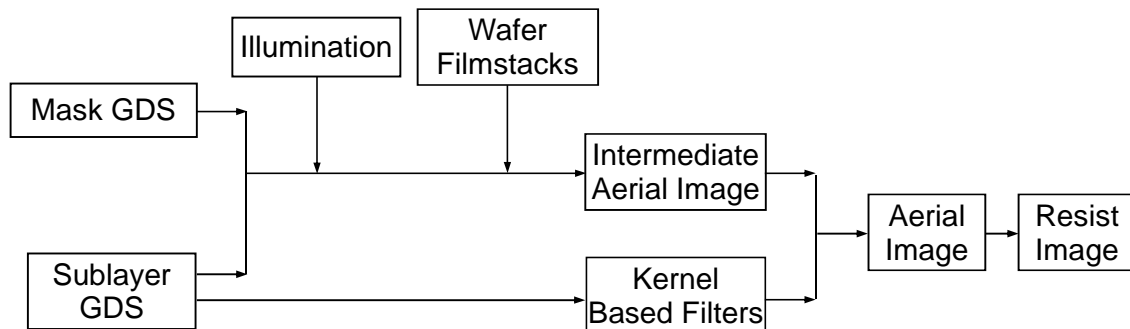 Illumination
Wafer
Filmstacks
Mask GDS
Intermediate
Aerial Image
Aerial
Image
Resist
Image
Sublayer
GDS
Kernel
Based Filters